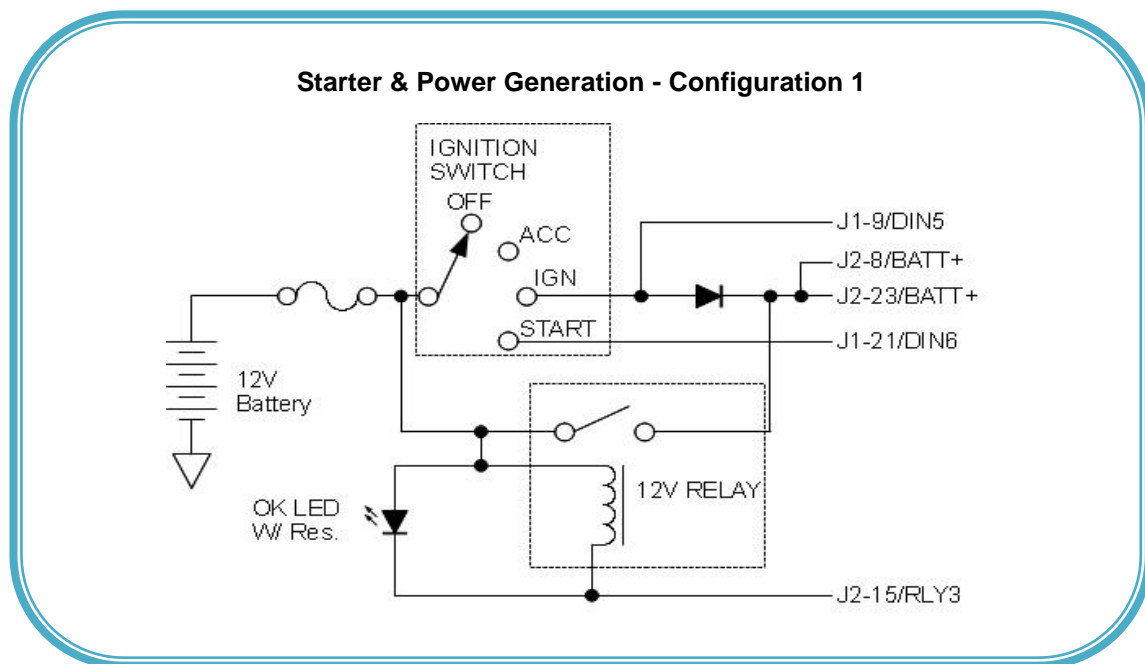 Starter & Power Generation - Configuration 1
IGNITION
SWITCH
OFF
ACC
IGN
START
J1-9/DIN5
J2-8/BATT+
J2-23/BATT+
J1-21/DIN6
12V
Battery
12V RELAY
OK LED
W/ Res.
J2-15/RLY3